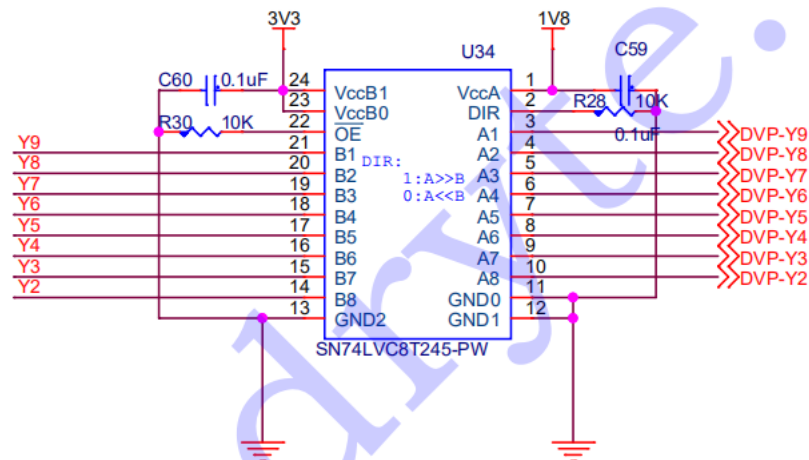 3V3 1V8
U34 C59
C60 0.1uF 24 VccB1 VccA 1
23 VccB0 DIR 2 R28 10K
R30 10K 22 OE A1 3 0.1uF DVP-Y9
Y9 21 B1 DIR: A2 4 DVP-Y8
Y8 20 B2 1:A>>B A3 5 DVP-Y7
Y7 19 B3 0:A<<B A4 6 DVP-Y6
Y6 18 B4 A5 7 DVP-Y5
Y5 17 B5 A6 8 DVP-Y4
Y4 16 B6 A7 9 DVP-Y3
Y3 15 B7 A8 10 DVP-Y2
Y2 14 B8 GND0 11
13 GND2 GND1 12
SN74LVC8T245-PW
dryte.